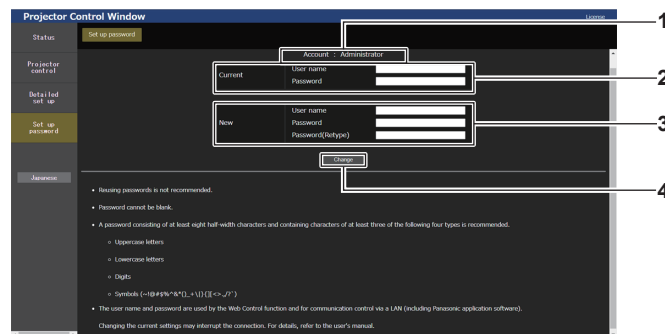 Projector Control Window
License
Status
Set up password
1
Account : Administrator
Projector
control
Current
User name
Password
2
Detailed
set up
New
User name
Password
Password(Retype)
3
Set up
password
Change
4
Japanese
• Reusing passwords is not recommended.
• Password cannot be blank.
• A password consisting of at least eight half-width characters and containing characters of at least three of the following four types is recommended.
○ Uppercase letters
○ Lowercase letters
○ Digits
○ Symbols (~!@#$%^&*()_+\[}{][<>.,/?`)
• The user name and password are used by the Web Control function and for communication control via a LAN (including Panasonic application software).
Changing the current settings may interrupt the connection. For details, refer to the user's manual.